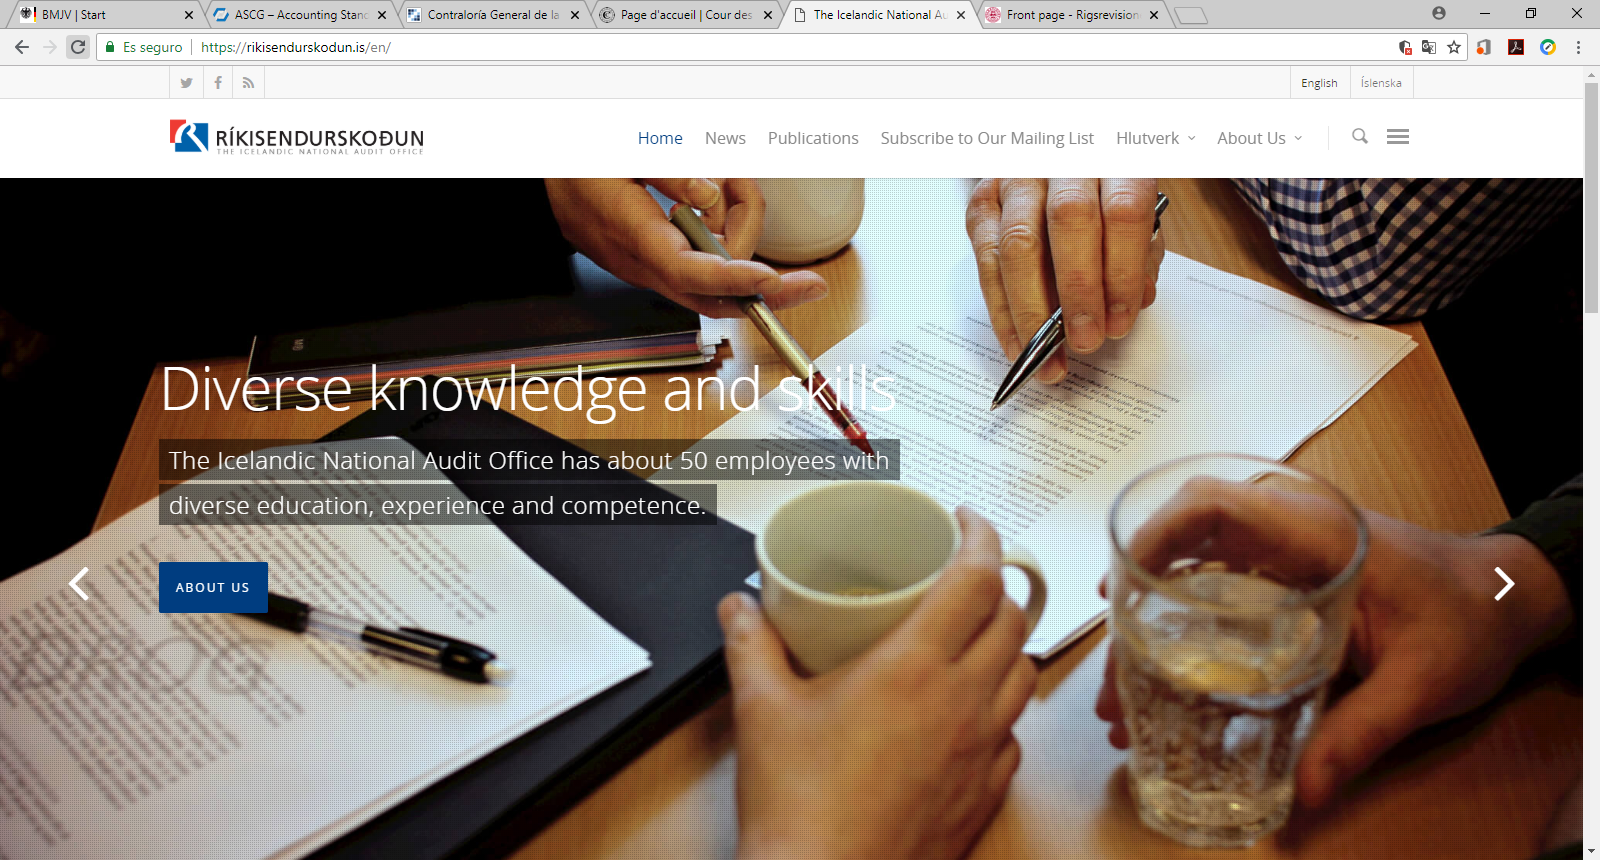 BMJV | Start
ASCG – Accounting Stand
Contraloría General de la
Page d'accueil | Cour des
The Icelandic National Au
Front page - Rigsrevision
Es seguro
https://rikisendurskodun.is/en/
English
Íslenska
RÍKISENDURSKOÐUN
THE ICELANDIC NATIONAL AUDIT OFFICE
Home
News
Publications
Subscribe to Our Mailing List
Hlutverk
About Us
Diverse knowledge and skills
The Icelandic National Audit Office has about 50 employees with
diverse education, experience and competence.
ABOUT US